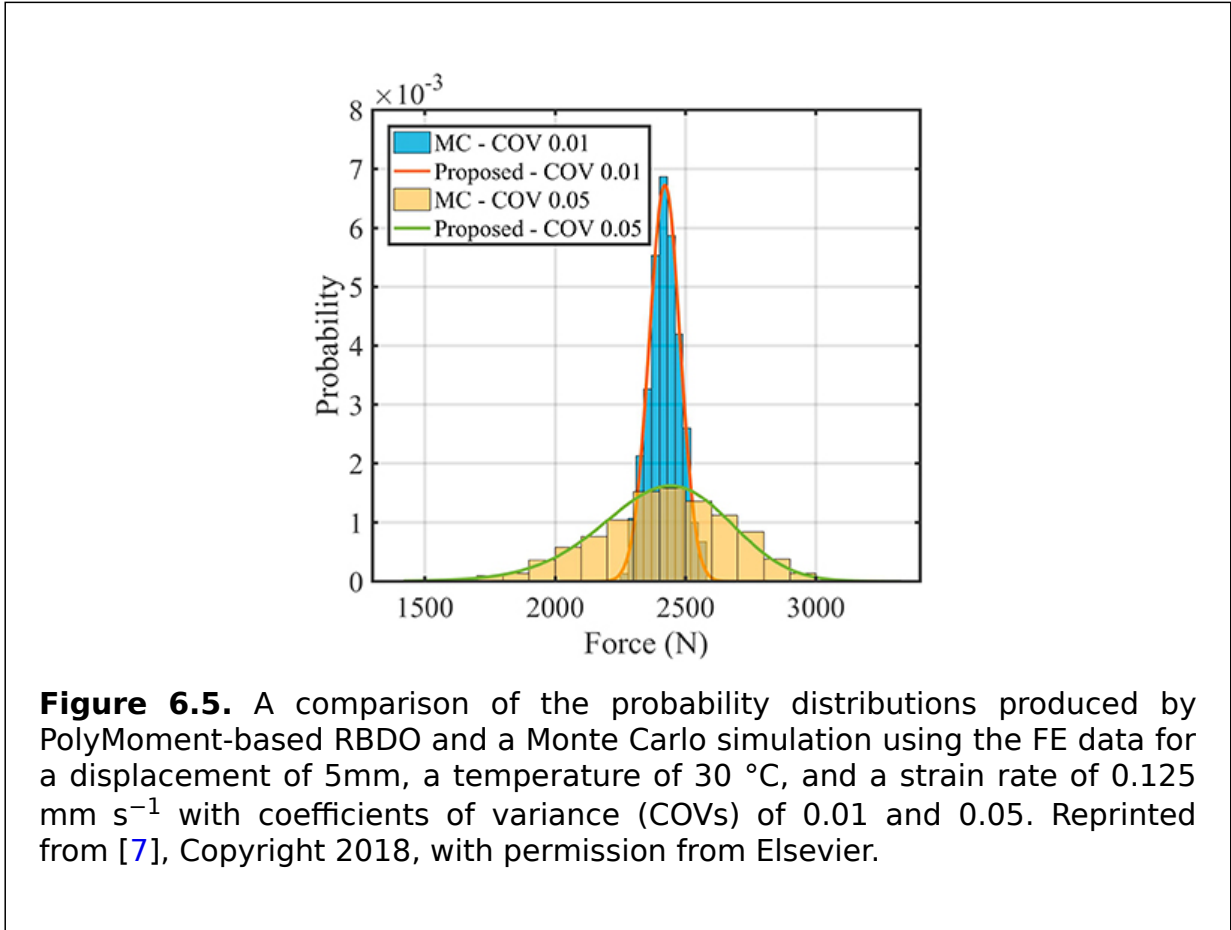 ×10⁻³
8
7
6
5
4
3
2
1
0
Probability
MC - COV 0.01
Proposed - COV 0.01
MC - COV 0.05
Proposed - COV 0.05
1500 2000 2500 3000
Force (N)
Figure 6.5. A comparison of the probability distributions produced by
PolyMoment-based RBDO and a Monte Carlo simulation using the FE data for
a displacement of 5mm, a temperature of 30 °C, and a strain rate of 0.125
mm s⁻¹ with coefficients of variance (COVs) of 0.01 and 0.05. Reprinted
from [7], Copyright 2018, with permission from Elsevier.